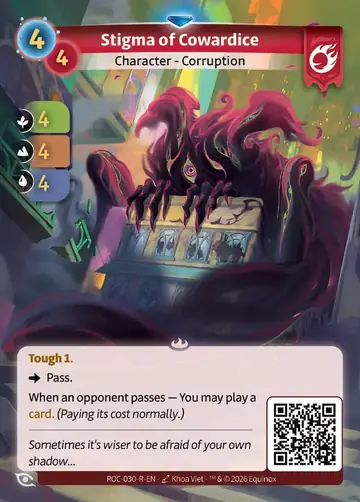 4
4
Stigma of Cowardice
Character - Corruption
4
4
4
Tough 1.
Pass.
When an opponent passes — You may play a
card. (Paying its cost normally.)
Sometimes it's wiser to be afraid of your own
shadow...
ROC-030-R-EN - Khoa Viet - ™ & © 2026 Equinox